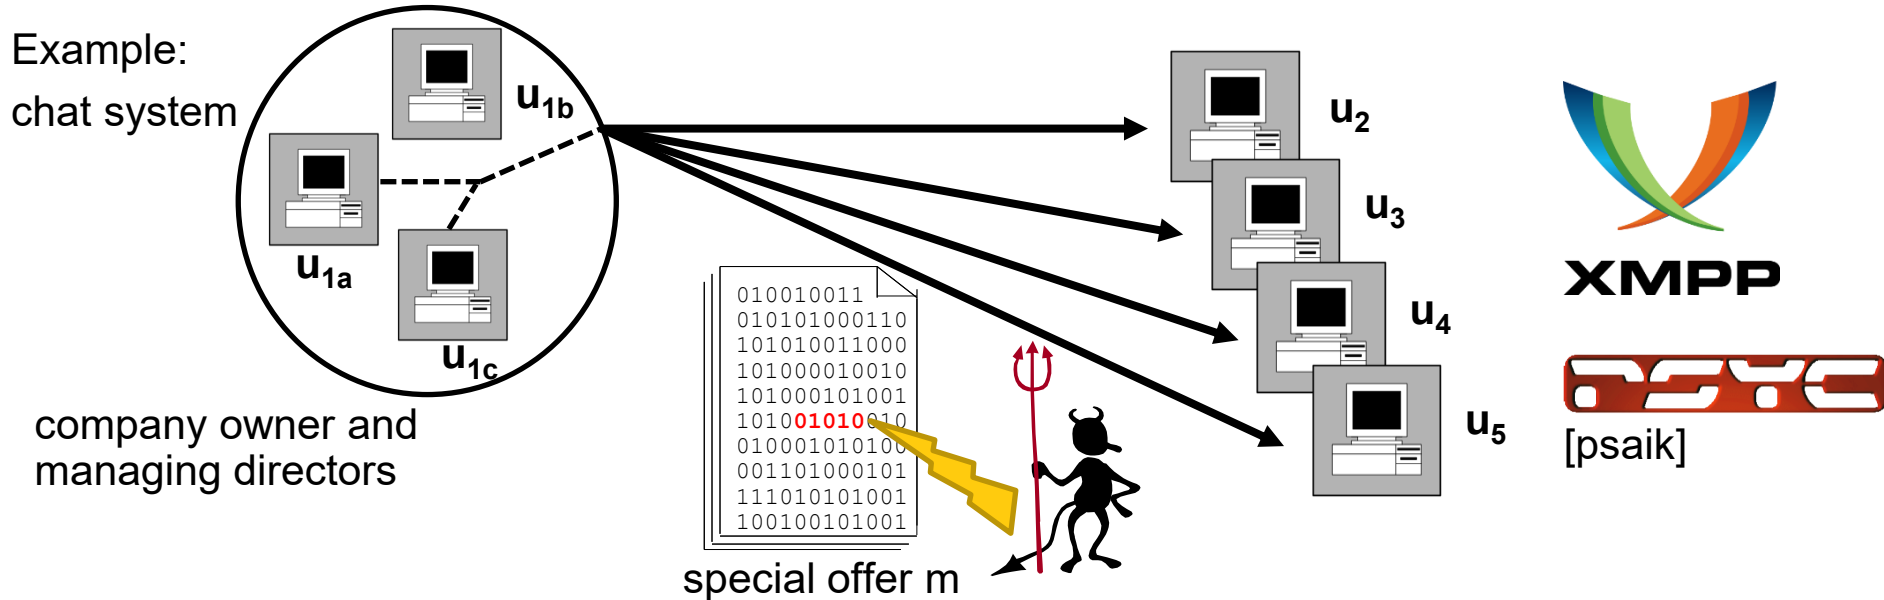 Example:
chat system
u1b
u1a
u1c
company owner and
managing directors
010010011
010101000110
101010011000
101000010010
101000101001
101001010010
010001010100
001101000101
111010101001
100100101001
special offer m
u2
u3
u4
u5
XMPP
PSYC
[psaik]